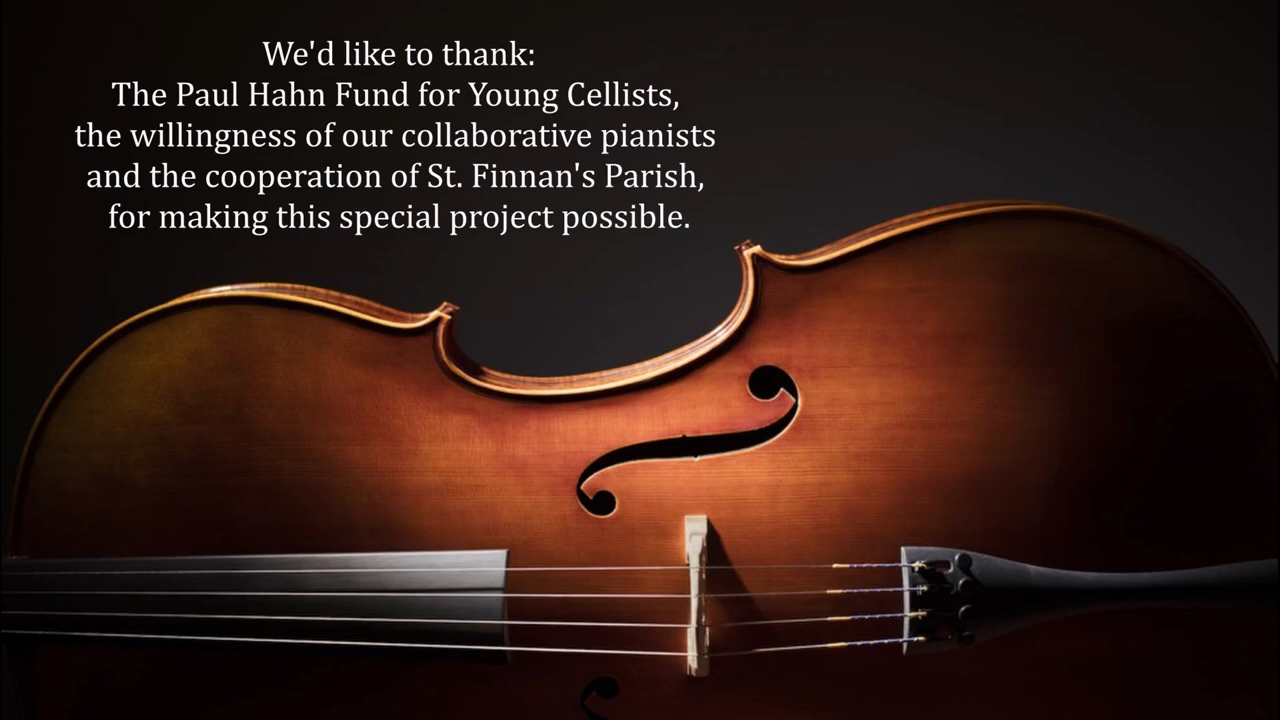 We'd like to thank:
The Paul Hahn Fund for Young Cellists,
the willingness of our collaborative pianists
and the cooperation of St. Finnan's Parish,
for making this special project possible.